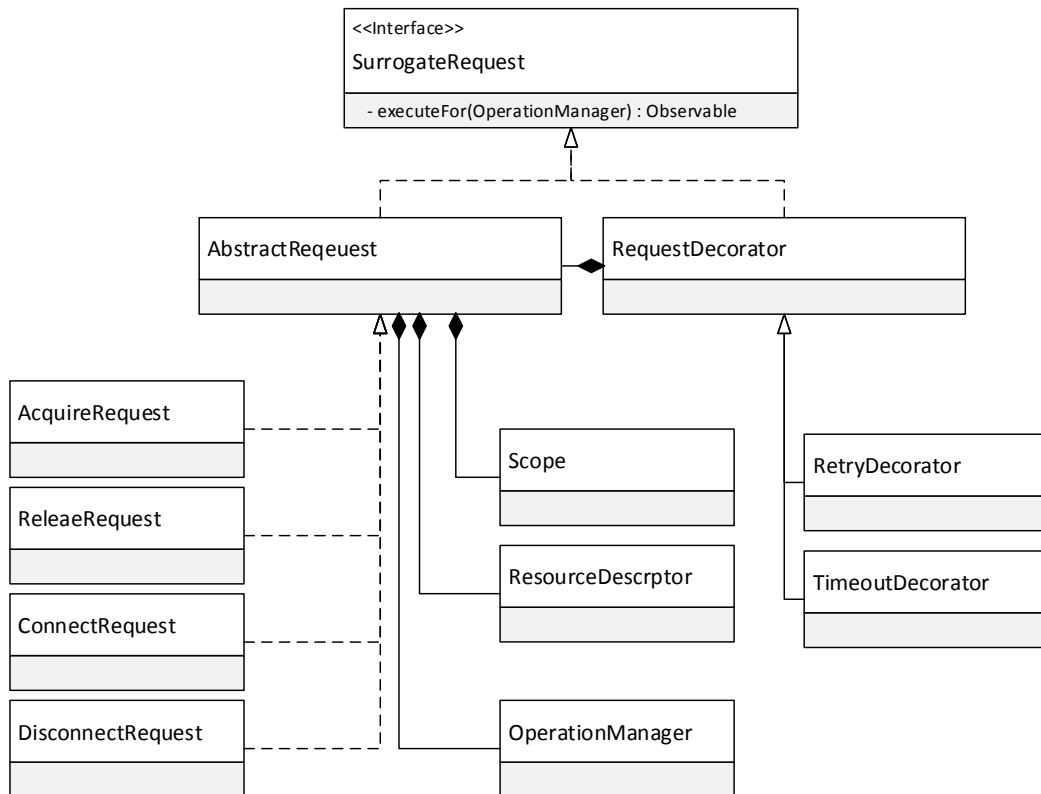 <<Interface>>
SurrogateRequest
- executeFor(OperationManager) : Observable
AbstractReqeuest
RequestDecorator
AcquireRequest
ReleaeRequest
ConnectRequest
DisconnectRequest
Scope
ResourceDescrptor
OperationManager
RetryDecorator
TimeoutDecorator